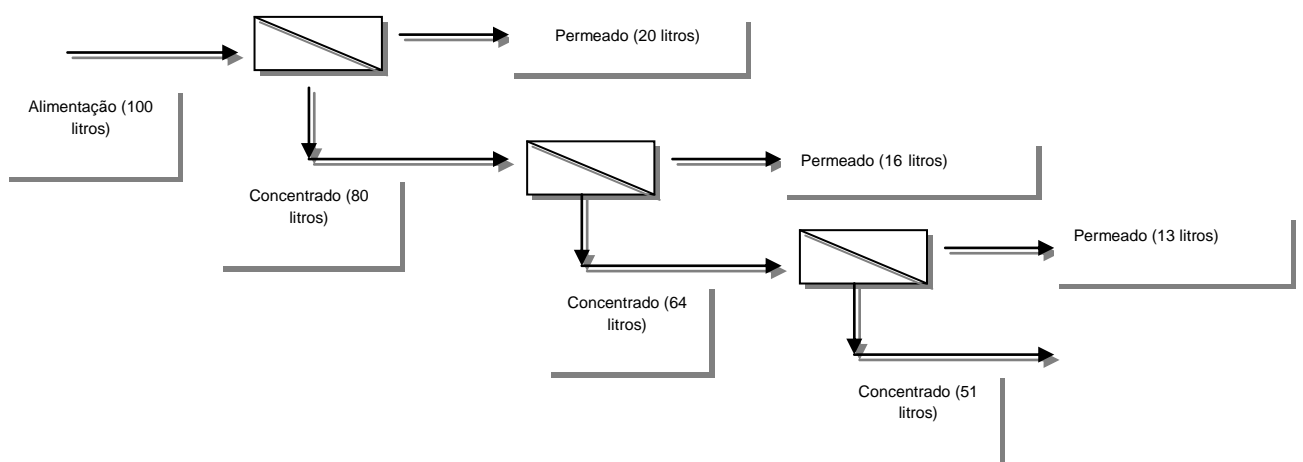 Permeado (20 litros)
Alimentação (100
litros)
Permeado (16 litros)
Concentrado (80
litros)
Permeado (13 litros)
Concentrado (64
litros)
Concentrado (51
litros)